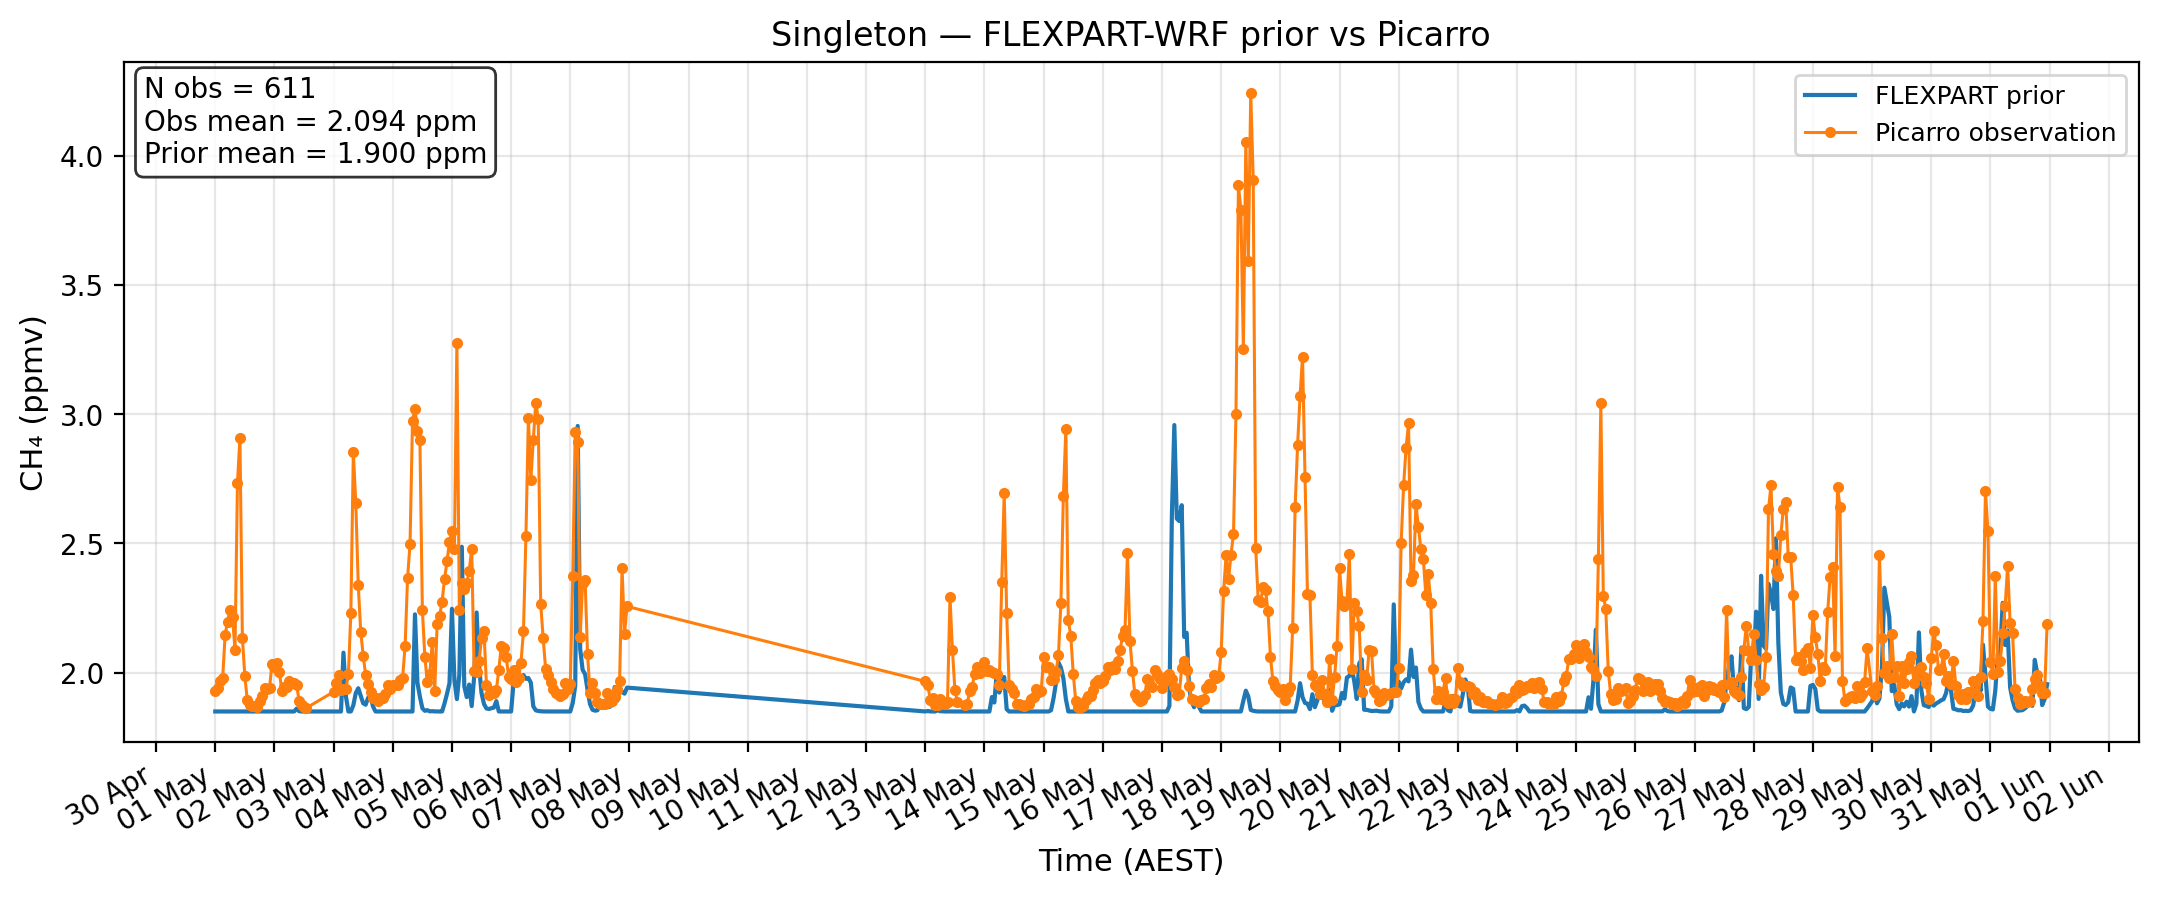 Singleton — FLEXPART-WRF prior vs Picarro
N obs = 611
Obs mean = 2.094 ppm
Prior mean = 1.900 ppm
FLEXPART prior
Picarro observation
CH₄ (ppmv)
4.0
3.5
3.0
2.5
2.0
30 Apr
01 May
02 May
03 May
04 May
05 May
06 May
07 May
08 May
09 May
10 May
11 May
12 May
13 May
14 May
15 May
16 May
17 May
18 May
19 May
20 May
21 May
22 May
23 May
24 May
25 May
26 May
27 May
28 May
29 May
30 May
31 May
01 Jun
02 Jun
Time (AEST)